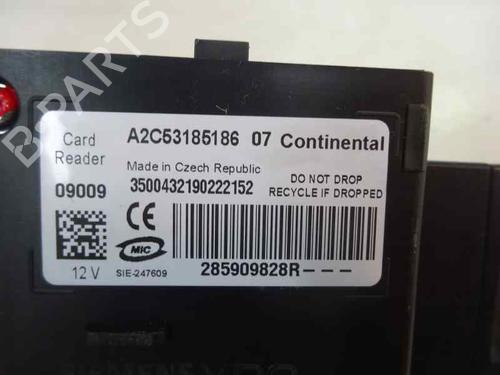 B PARTS
Card Reader
A2C53185186 07 Continental
Made in Czech Republic
3500432190222152
DO NOT DROP
RECYCLE IF DROPPED
09009
CE
MIC
12 V
SIE-247609
285909828R---